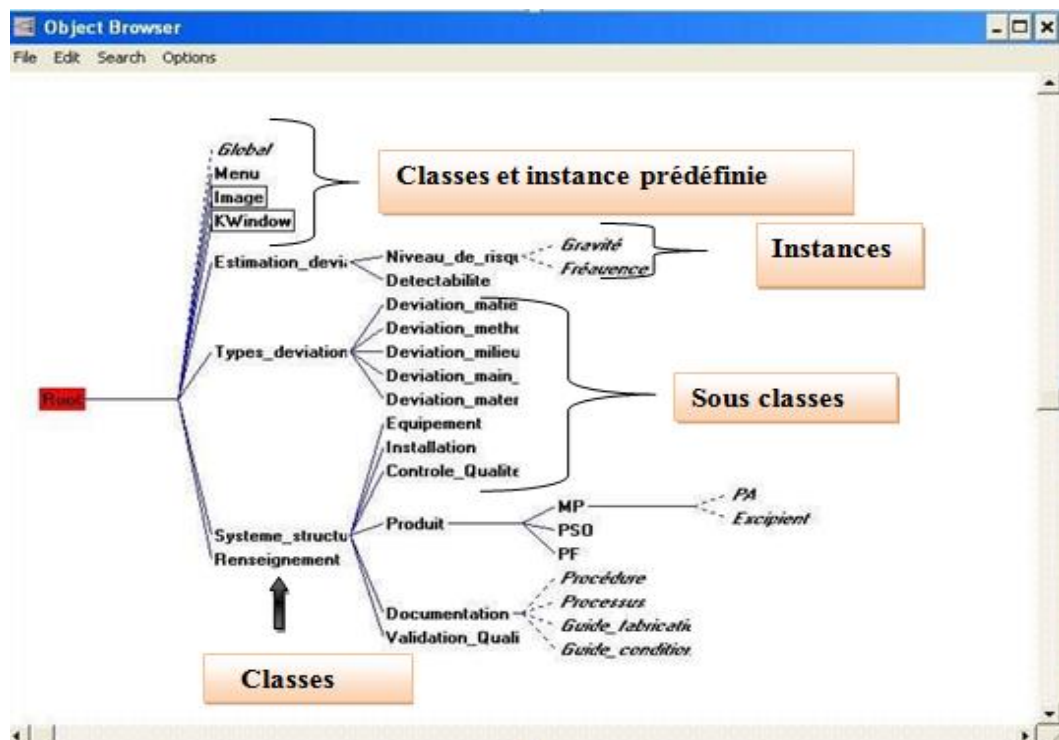 Object Browser
File Edit Search Options
Global
Menu
Image
KWindow
Classes et instance prédéfinie
Estimation_devia
Niveau_de_risqu
Detectabilite
Gravité
Fréquence
Instances
Types_deviation
Deviation_matie
Deviation_metho
Deviation_milieu
Deviation_main_
Deviation_mater
Sous classes
Root
Systeme_structu
Equipement
Installation
Controle_Qualite
Produit
MP
PSO
PF
PA
Excipient
Documentation
Procédure
Processus
Guide_fabricatio
Guide_condition
Validation_Quali
Renseignement
Classes